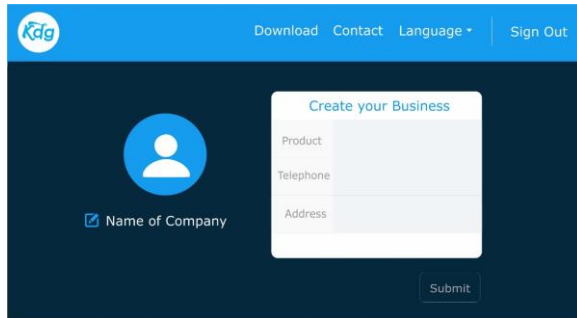 Kdg
Download Contact Language Sign Out
Create your Business
Product
Telephone
Address
Name of Company
Submit